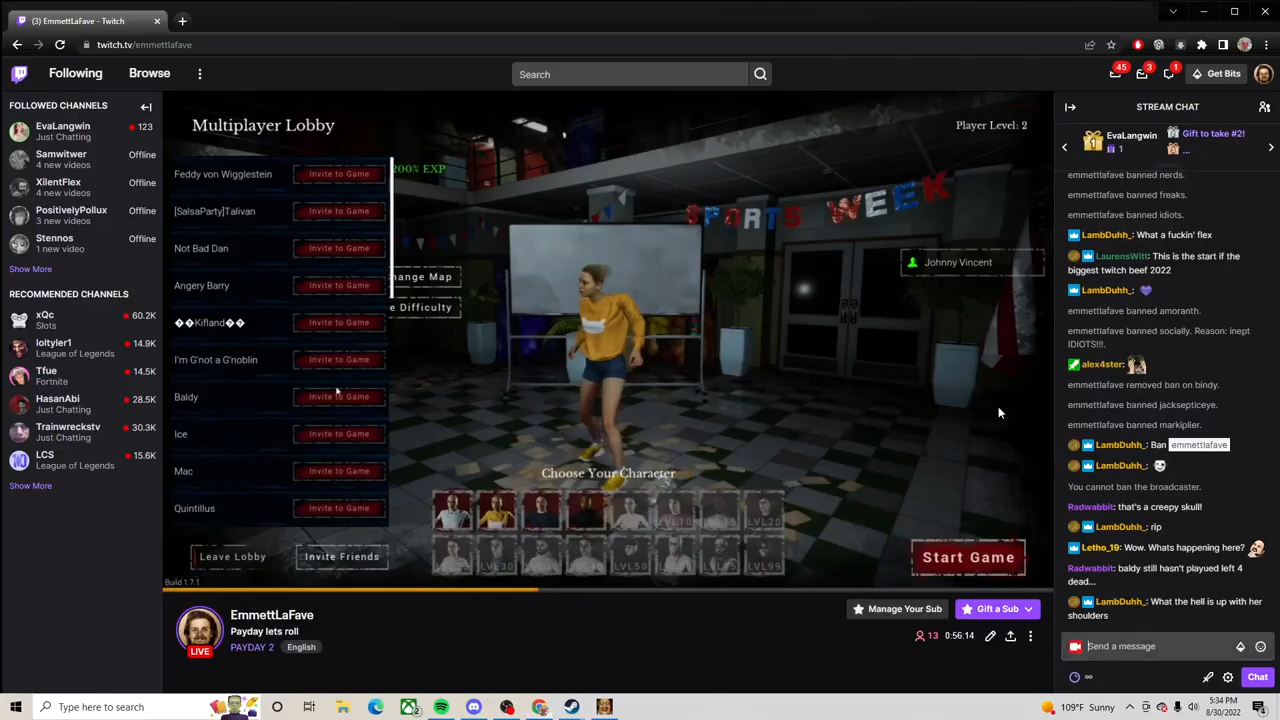 (3) EmmettLaFave - Twitch
twitch.tv/emmettlafave
Following
Browse
Search
45
3
1
Get Bits
FOLLOWED CHANNELS
EvaLangwin
123
Just Chatting
Samwitwer
Offline
4 new videos
XilentFlex
Offline
4 new videos
PositivelyPollux
Offline
3 new videos
Stennos
Offline
1 new video
Show More
RECOMMENDED CHANNELS
xQc
60.2K
Slots
loltyler1
14.9K
League of Legends
Tfue
14.5K
Fortnite
HasanAbi
28.5K
Just Chatting
Trainwreckstv
30.3K
Just Chatting
LCS
15.6K
League of Legends
Show More
Multiplayer Lobby
Player Level: 2
200% EXP
Feddy von Wigglestein
Invite to Game
[SalsaParty]Talivan
Invite to Game
Not Bad Dan
Invite to Game
Angery Barry
Invite to Game
��Kifland��
Invite to Game
I'm G'not a G'noblin
Invite to Game
Baldy
Invite to Game
Ice
Invite to Game
Mac
Invite to Game
Quintillus
Invite to Game
hange Map
e Difficulty
SPORTS WEEK
Johnny Vincent
Choose Your Character
LVL10
LVL20
LVL30
LVL50
LVL99
Leave Lobby
Invite Friends
Start Game
Build 1.7.1
EmmettLaFave
Payday lets roll
PAYDAY 2
English
LIVE
Manage Your Sub
Gift a Sub
13
0:56:14
STREAM CHAT
EvaLangwin
1
Gift to take #2!
...
emmettlafave banned nerds.
emmettlafave banned freaks.
emmettlafave banned idiots.
LambDuhh_: What a fuckin' flex
LaurensWitt: This is the start if the
biggest twitch beef 2022
LambDuhh_: 💜
emmettlafave banned amoranth.
emmettlafave banned socially. Reason: inept
IDIOTS!!!.
alex4ster:
emmettlafave removed ban on bindy.
emmettlafave banned jacksepticeye.
emmettlafave banned markiplier.
LambDuhh_: Ban emmettlafave
LambDuhh_:
You cannot ban the broadcaster.
Radwabbit: that's a creepy skull!
LambDuhh_: rip
Letho_19: Wow. Whats happening here?
Radwabbit: baldy still hasn't playued left 4
dead...
LambDuhh_: What the hell is up with her
shoulders
Send a message
∞
Chat
Type here to search
2
109°F Sunny
5:34 PM
8/30/2022
4